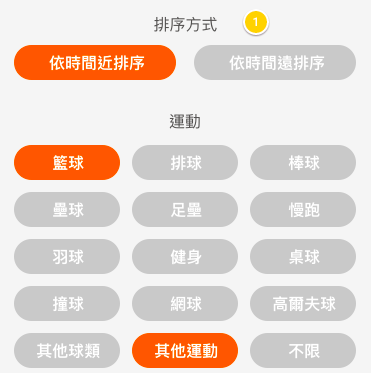 排序方式 1
依時間近排序 依時間遠排序
運動
籃球 排球 棒球
壘球 足壘 慢跑
羽球 健身 桌球
撞球 網球 高爾夫球
其他球類 其他運動 不限